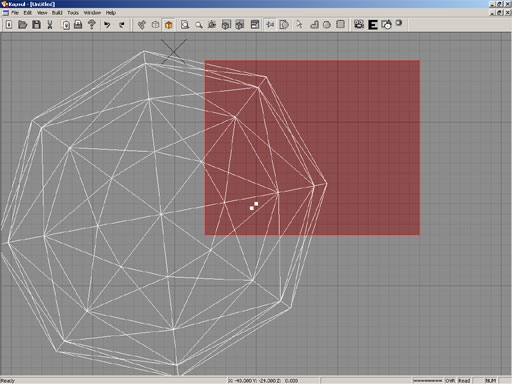 Kapsul - [Untitled]
File Edit View Build Tools Window Help
Ready
X: -40.000 Y: -24.000 Z: 0.000
OVR Read NUM